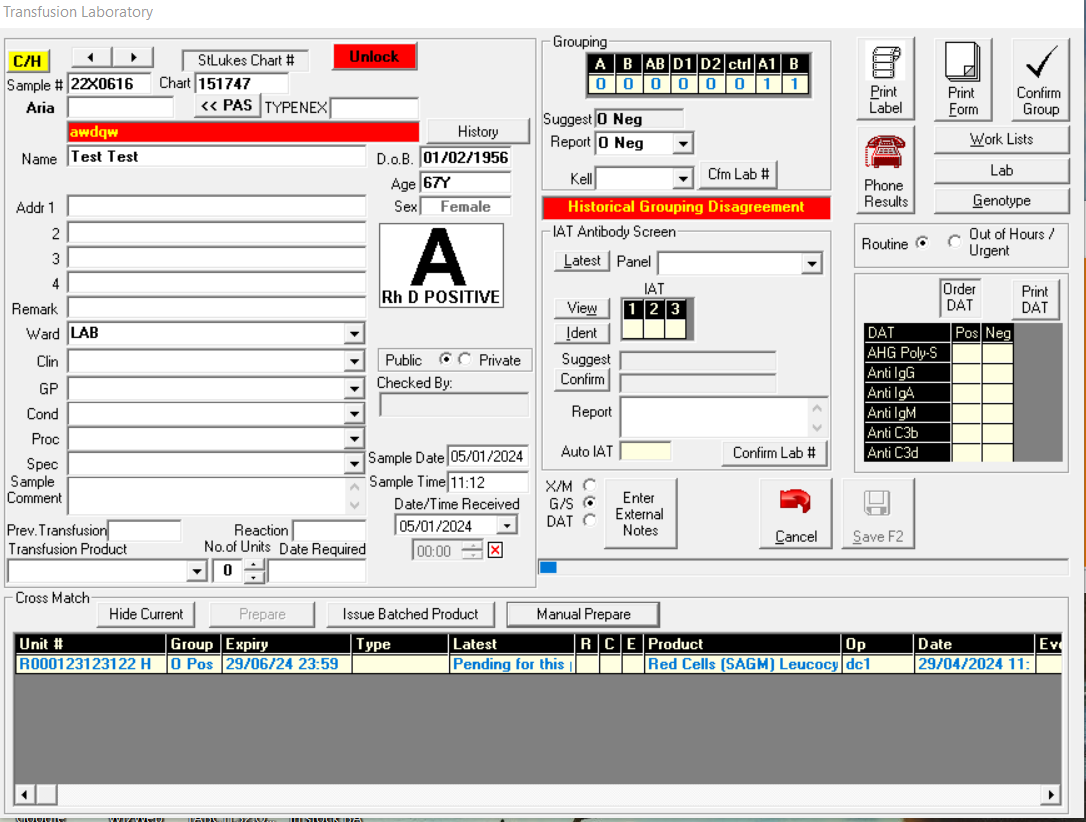 Transfusion Laboratory
C/H
StLukes Chart #
Unlock
Sample # 22X0616 Chart 151747
Aria << PAS TYPENEX
awdqw
History
Name Test Test
D.o.B. 01/02/1956
Age 67Y
Sex Female
Addr 1
2
3
4
A
Rh D POSITIVE
Remark
Ward LAB
Clin
Public Private
GP
Checked By:
Cond
Proc
Spec
Sample Date 05/01/2024
Sample Comment
Sample Time 11:12
Date/Time Received
05/01/2024
00:00
Prev.Transfusion Reaction
Transfusion Product No.of Units Date Required
0
Grouping
A B AB D1 D2 ctrl A1 B
0 0 0 0 0 0 1 1
Suggest O Neg
Report O Neg
Kell Cfm Lab #
Historical Grouping Disagreement
IAT Antibody Screen
Latest Panel
IAT
View 1 2 3
Ident
Suggest
Confirm
Report
Auto IAT Confirm Lab #
X/M
G/S
DAT
Enter External Notes
Cancel
Save F2
Print Label
Print Form
Confirm Group
Phone Results
Work Lists
Lab
Genotype
Routine
Out of Hours / Urgent
Order DAT
Print DAT
DAT Pos Neg
AHG Poly-S
Anti IgG
Anti IgA
Anti IgM
Anti C3b
Anti C3d
Cross Match
Hide Current Prepare Issue Batched Product Manual Prepare
Unit # Group Expiry Type Latest R C E Product Op Date Eve
R000123123122 H O Pos 29/06/24 23:59 Pending for this Red Cells (SAGM) Leucocy dc1 29/04/2024 11: